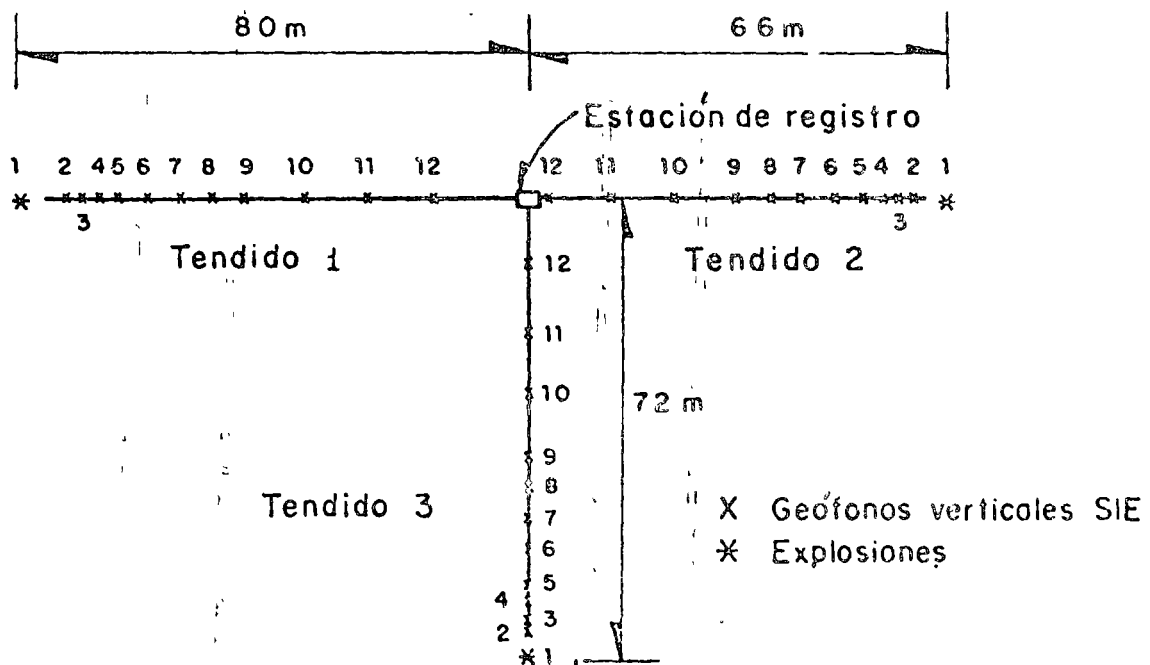 80 m
66 m
Estación de registro
1 2 4 5 6 7 8 9 10 11 12
12 11 10 9 8 7 6 5 4 2 1
3
3
Tendido 1
Tendido 2
12
11
10
72 m
9
8
Tendido 3
7
X Geófonos verticales SIE
6
* Explosiones
5
4
3
2
1